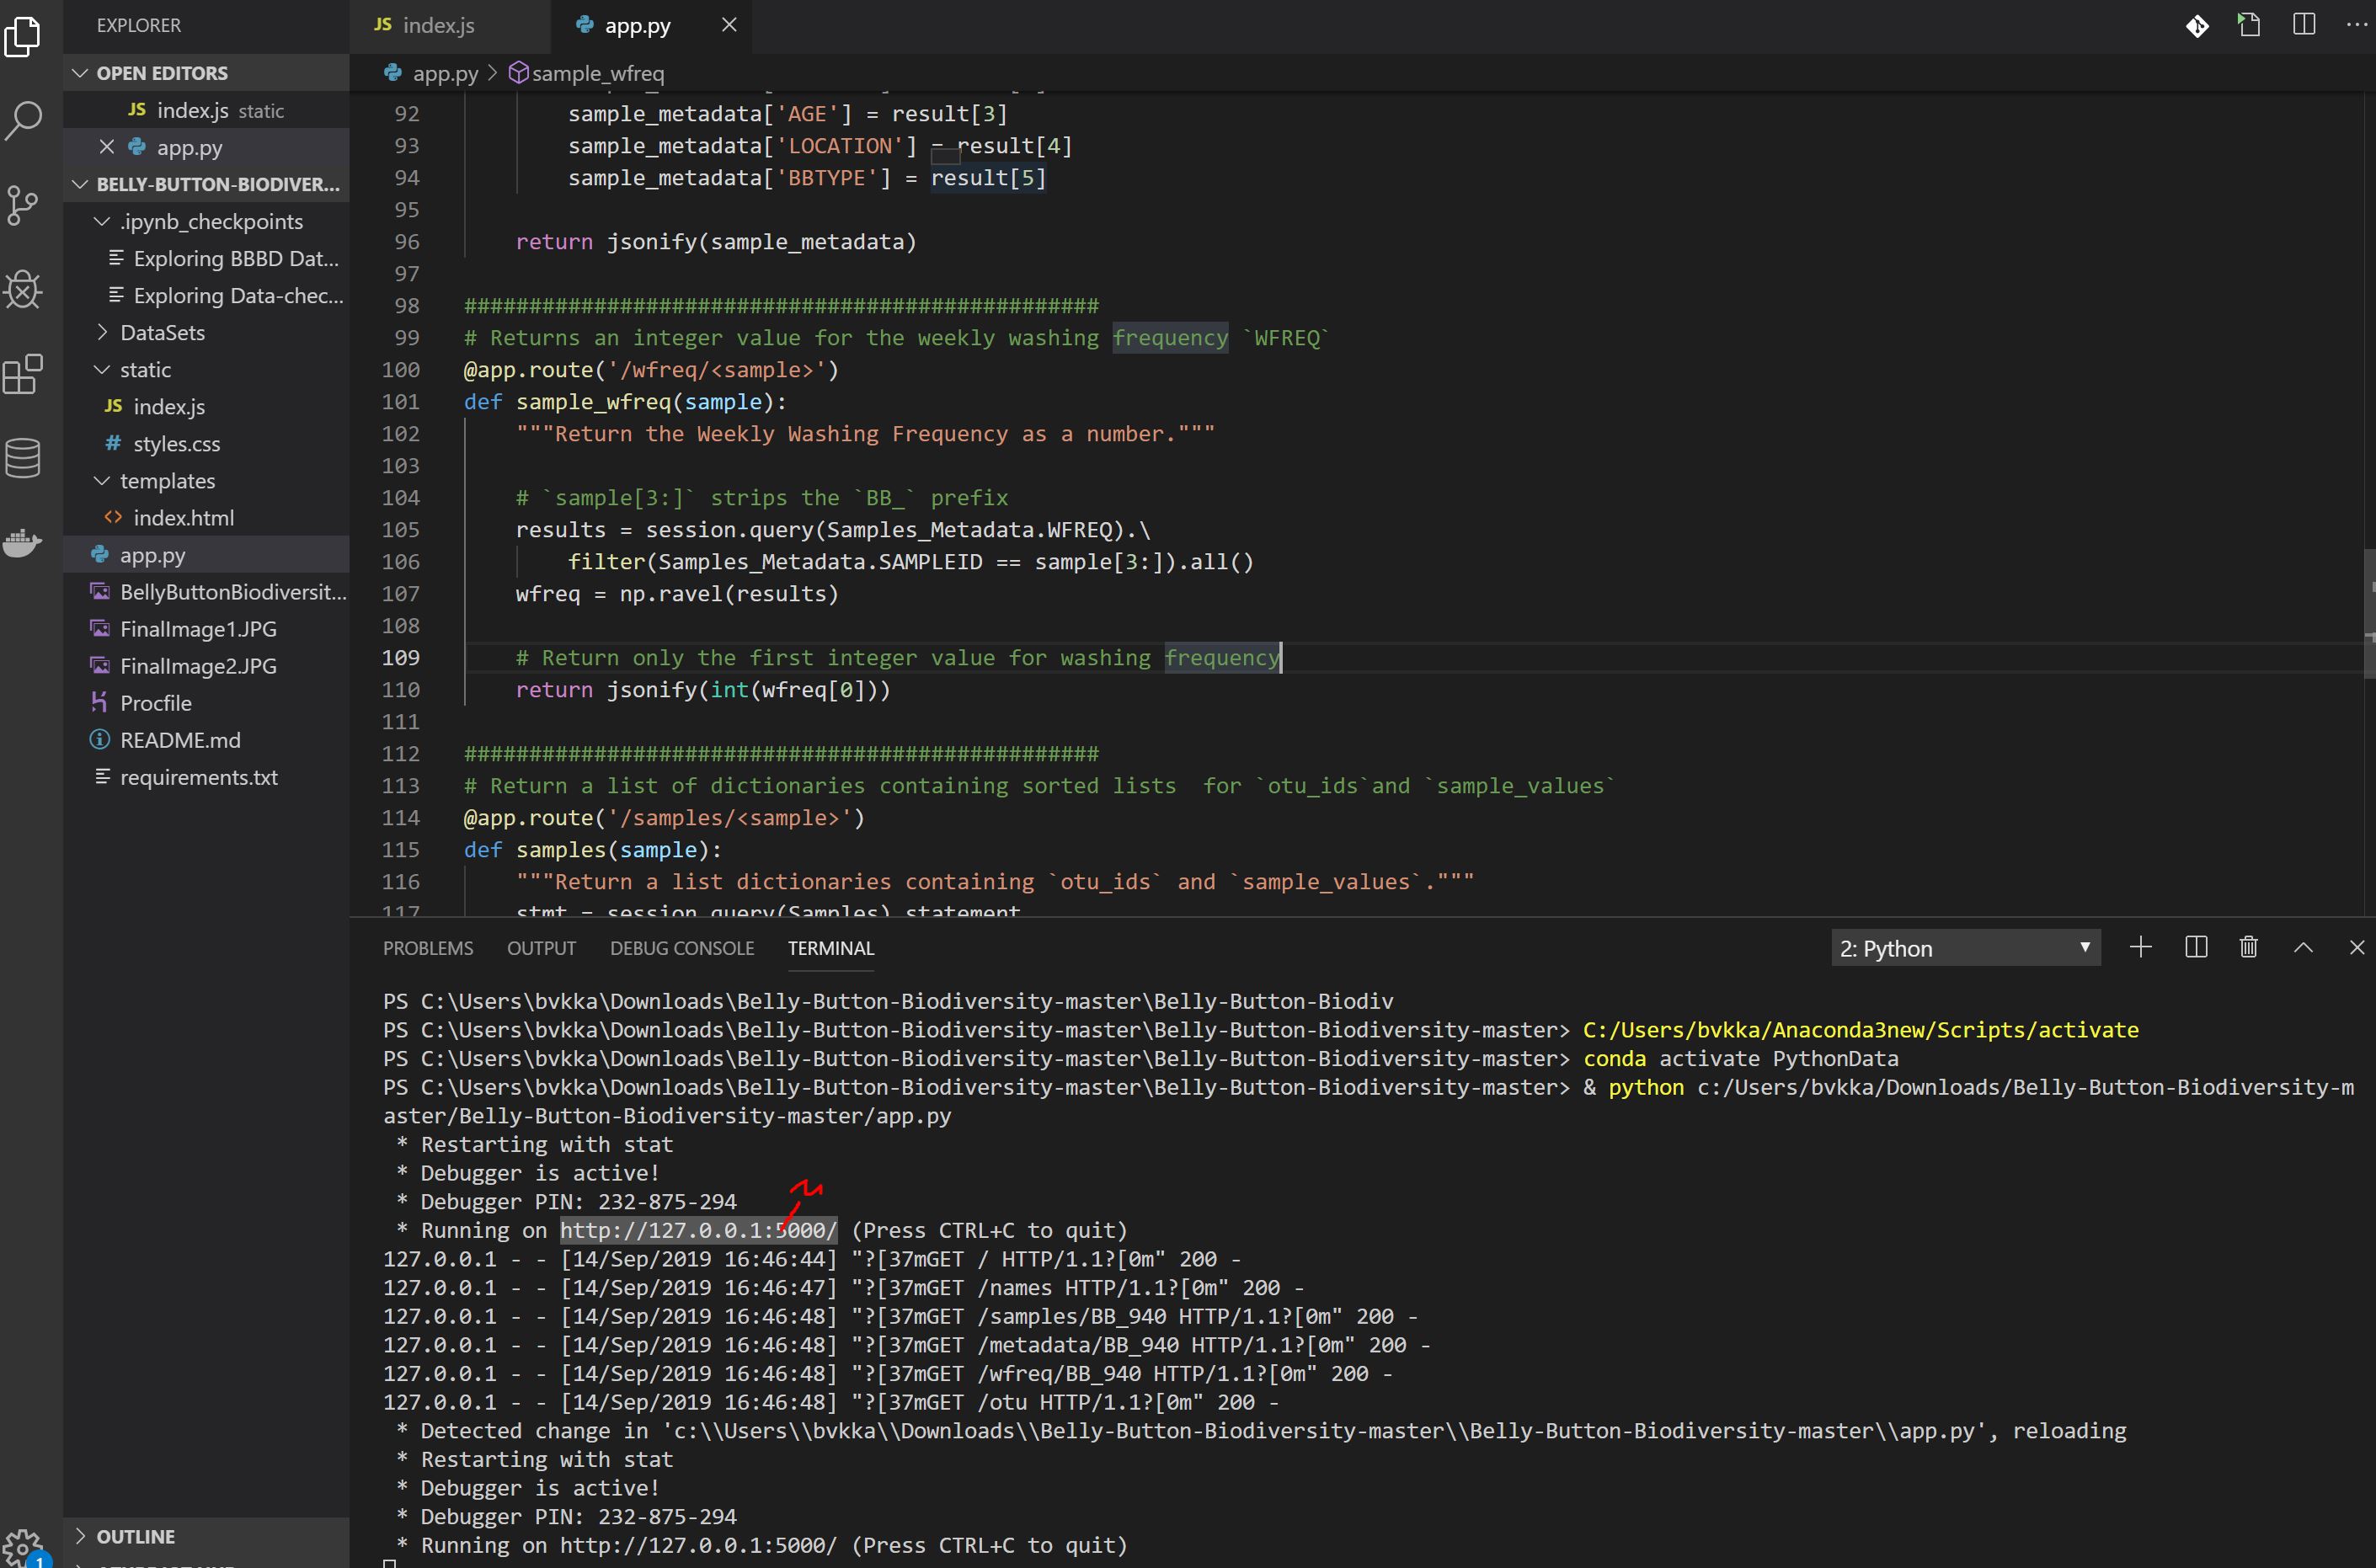 EXPLORER
OPEN EDITORS
JS index.js static
app.py
BELLY-BUTTON-BIODIVER...
.ipynb_checkpoints
Exploring BBBD Dat...
Exploring Data-chec...
DataSets
static
JS index.js
# styles.css
templates
<> index.html
app.py
BellyButtonBiodiversit...
FinalImage1.JPG
FinalImage2.JPG
Procfile
README.md
requirements.txt
OUTLINE
1
JS index.js
app.py
app.py > sample_wfreq
92 sample_metadata['AGE'] = result[3]
93 sample_metadata['LOCATION'] = result[4]
94 sample_metadata['BBTYPE'] = result[5]
95
96 return jsonify(sample_metadata)
97
98 #################################################
99 # Returns an integer value for the weekly washing frequency `WFREQ`
100 @app.route('/wfreq/<sample>')
101 def sample_wfreq(sample):
102 """Return the Weekly Washing Frequency as a number."""
103
104 # `sample[3:]` strips the `BB_` prefix
105 results = session.query(Samples_Metadata.WFREQ).\
106 filter(Samples_Metadata.SAMPLEID == sample[3:]).all()
107 wfreq = np.ravel(results)
108
109 # Return only the first integer value for washing frequency
110 return jsonify(int(wfreq[0]))
111
112 #################################################
113 # Return a list of dictionaries containing sorted lists  for `otu_ids`and `sample_values`
114 @app.route('/samples/<sample>')
115 def samples(sample):
116 """Return a list dictionaries containing `otu_ids` and `sample_values`."""
117 stmt = session.query(Samples).statement
PROBLEMS OUTPUT DEBUG CONSOLE TERMINAL 2: Python
PS C:\Users\bvkka\Downloads\Belly-Button-Biodiversity-master\Belly-Button-Biodiv
PS C:\Users\bvkka\Downloads\Belly-Button-Biodiversity-master\Belly-Button-Biodiversity-master> C:/Users/bvkka/Anaconda3new/Scripts/activate
PS C:\Users\bvkka\Downloads\Belly-Button-Biodiversity-master\Belly-Button-Biodiversity-master> conda activate PythonData
PS C:\Users\bvkka\Downloads\Belly-Button-Biodiversity-master\Belly-Button-Biodiversity-master> & python c:/Users/bvkka/Downloads/Belly-Button-Biodiversity-m
aster/Belly-Button-Biodiversity-master/app.py
* Restarting with stat
* Debugger is active!
* Debugger PIN: 232-875-294
* Running on http://127.0.0.1:5000/ (Press CTRL+C to quit)
127.0.0.1 - - [14/Sep/2019 16:46:44] "?[37mGET / HTTP/1.1?[0m" 200 -
127.0.0.1 - - [14/Sep/2019 16:46:47] "?[37mGET /names HTTP/1.1?[0m" 200 -
127.0.0.1 - - [14/Sep/2019 16:46:48] "?[37mGET /samples/BB_940 HTTP/1.1?[0m" 200 -
127.0.0.1 - - [14/Sep/2019 16:46:48] "?[37mGET /metadata/BB_940 HTTP/1.1?[0m" 200 -
127.0.0.1 - - [14/Sep/2019 16:46:48] "?[37mGET /wfreq/BB_940 HTTP/1.1?[0m" 200 -
127.0.0.1 - - [14/Sep/2019 16:46:48] "?[37mGET /otu HTTP/1.1?[0m" 200 -
* Detected change in 'c:\\Users\\bvkka\\Downloads\\Belly-Button-Biodiversity-master\\Belly-Button-Biodiversity-master\\app.py', reloading
* Restarting with stat
* Debugger is active!
* Debugger PIN: 232-875-294
* Running on http://127.0.0.1:5000/ (Press CTRL+C to quit)